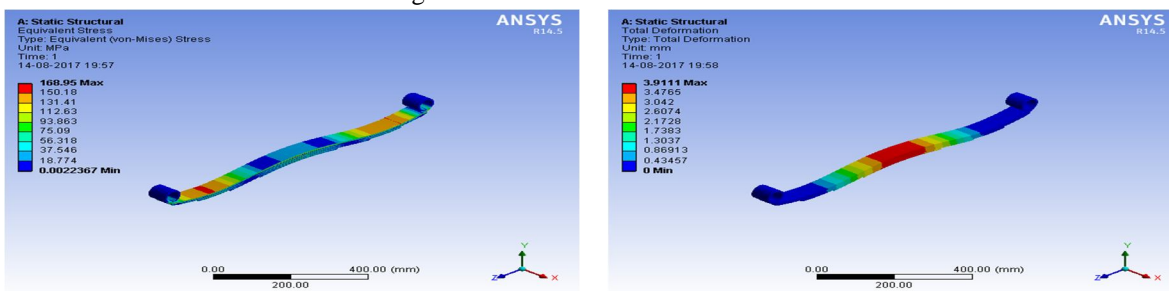 A: Static Structural
Equivalent Stress
Type: Equivalent (von-Mises) Stress
Unit: MPa
Time: 1
14-08-2017 19:57
168.95 Max
150.18
131.41
112.63
93.863
75.09
56.318
37.546
18.774
0.0022367 Min
ANSYS
R14.5
0.00
400.00 (mm)
200.00
Y
Z
X
A: Static Structural
Total Deformation
Type: Total Deformation
Unit: mm
Time: 1
14-08-2017 19:58
3.9111 Max
3.4765
3.042
2.6074
2.1728
1.7383
1.3037
0.86913
0.43457
0 Min
ANSYS
R14.5
0.00
400.00 (mm)
200.00
Y
Z
X